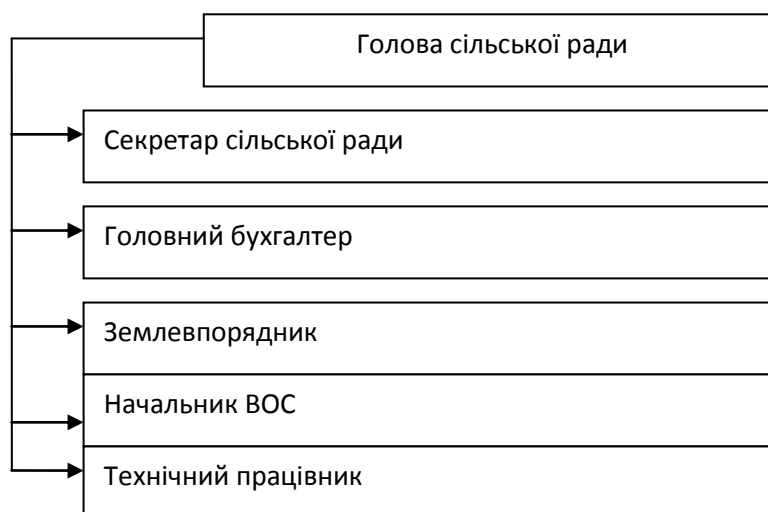 Голова сільської ради
Секретар сільської ради
Головний бухгалтер
Землевпорядник
Начальник ВОС
Технічний працівник